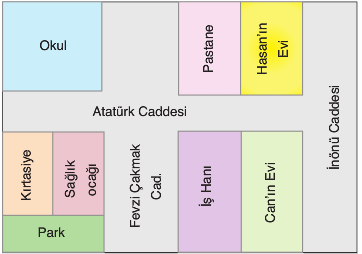 Okul
Pastane
Hasan'ın
Evi
Atatürk Caddesi
İnönü Caddesi
Kırtasiye
Sağlık
ocağı
Fevzi Çakmak
Cad.
İş Hanı
Can'ın Evi
Park